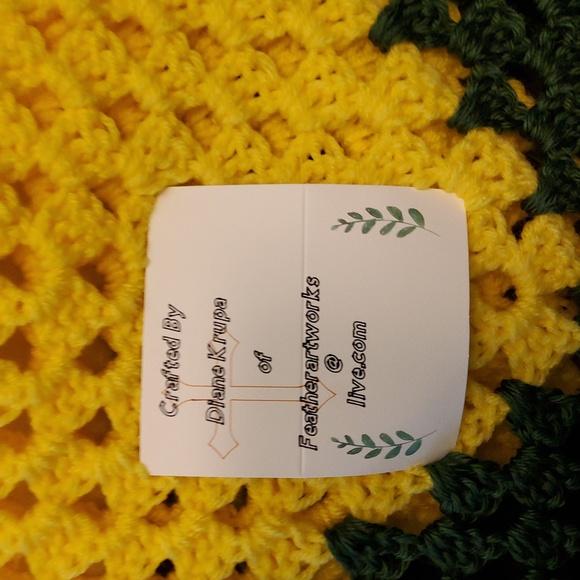 Crafted By
Diane Krupa
of
Featherartworks
@
live.com